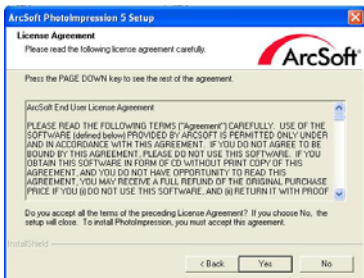 ArcSoft PhotoImpression 5 Setup
License Agreement
Please read the following license agreement carefully.
ArcSoft
Press the PAGE DOWN key to see the rest of the agreement.
ArcSoft End User License Agreement
PLEASE READ THE FOLLOWING TERMS ("Agreement") CAREFULLY. USE OF THE
SOFTWARE (defined below) PROVIDED BY ARCSOFT IS PERMITTED ONLY UNDER
AND IN ACCORDANCE WITH THIS AGREEMENT. IF YOU DO NOT AGREE TO BE
BOUND BY THIS AGREEMENT, PLEASE DO NOT USE THIS SOFTWARE. IF YOU
OBTAIN THIS SOFTWARE IN FORM OF CD WITHOUT PRINT COPY OF THIS
AGREEMENT, AND YOU DO NOT HAVE OPPORTUNITY TO READ THIS
AGREEMENT, YOU MAY RECEIVE A FULL REFUND OF THE ORIGINAL PURCHASE
PRICE IF YOU (i) DO NOT USE THIS SOFTWARE, AND (ii) RETURN IT WITH PROOF
Do you accept all the terms of the preceding License Agreement? If you choose No, the
setup will close. To install PhotoImpression, you must accept this agreement.
InstallShield
< Back
Yes
No